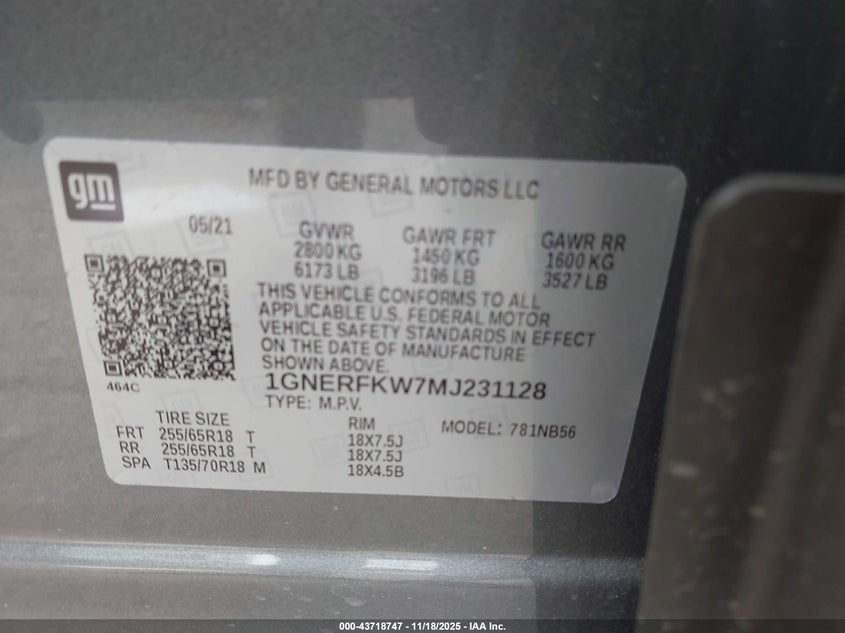 gm
MFD BY GENERAL MOTORS LLC
05/21
GVWR
2800 KG
6173 LB
GAWR FRT
1450 KG
3196 LB
GAWR RR
1600 KG
3527 LB
THIS VEHICLE CONFORMS TO ALL
APPLICABLE U.S. FEDERAL MOTOR
VEHICLE SAFETY STANDARDS IN EFFECT
ON THE DATE OF MANUFACTURE
SHOWN ABOVE.
464C
1GNERFKW7MJ231128
TYPE: M.P.V.
TIRE SIZE
RIM
MODEL: 781NB56
FRT 255/65R18 T 18X7.5J
RR 255/65R18 T 18X7.5J
SPA T135/70R18 M 18X4.5B
000-43718747 - 11/18/2025 - IAA Inc.